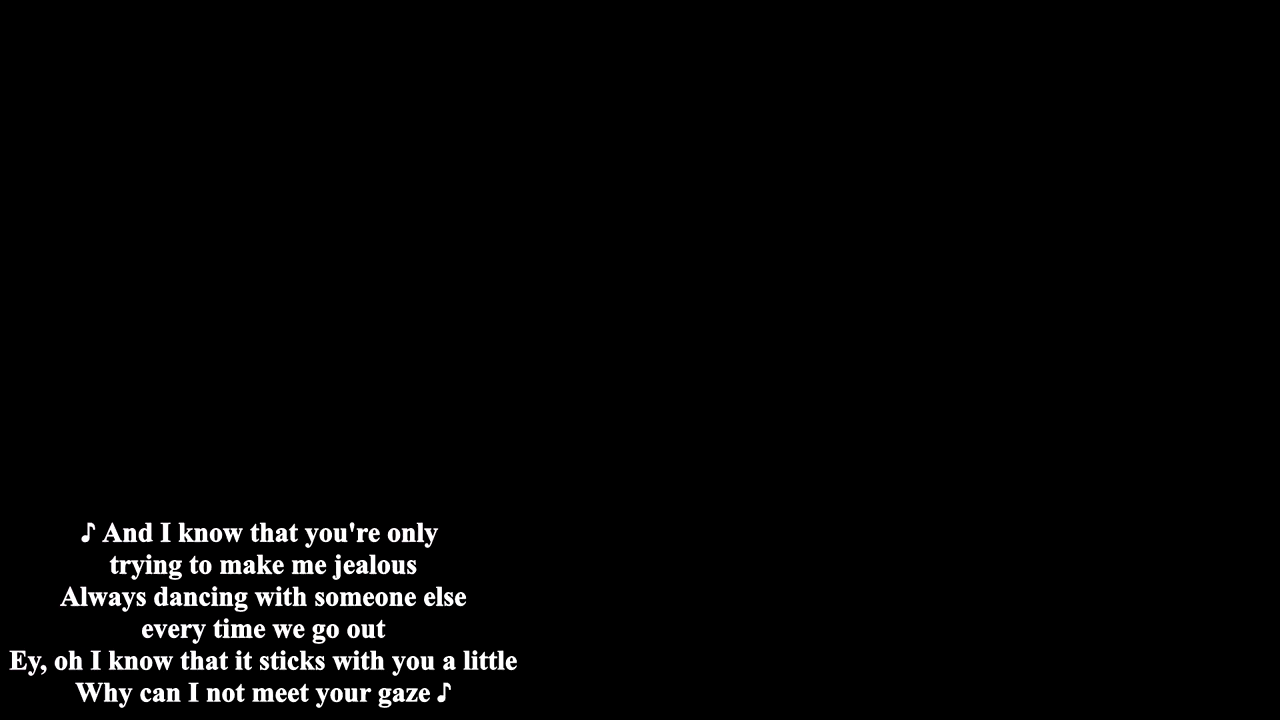 ♪ And I know that you're only
trying to make me jealous
Always dancing with someone else
every time we go out
Ey, oh I know that it sticks with you a little
Why can I not meet your gaze ♪